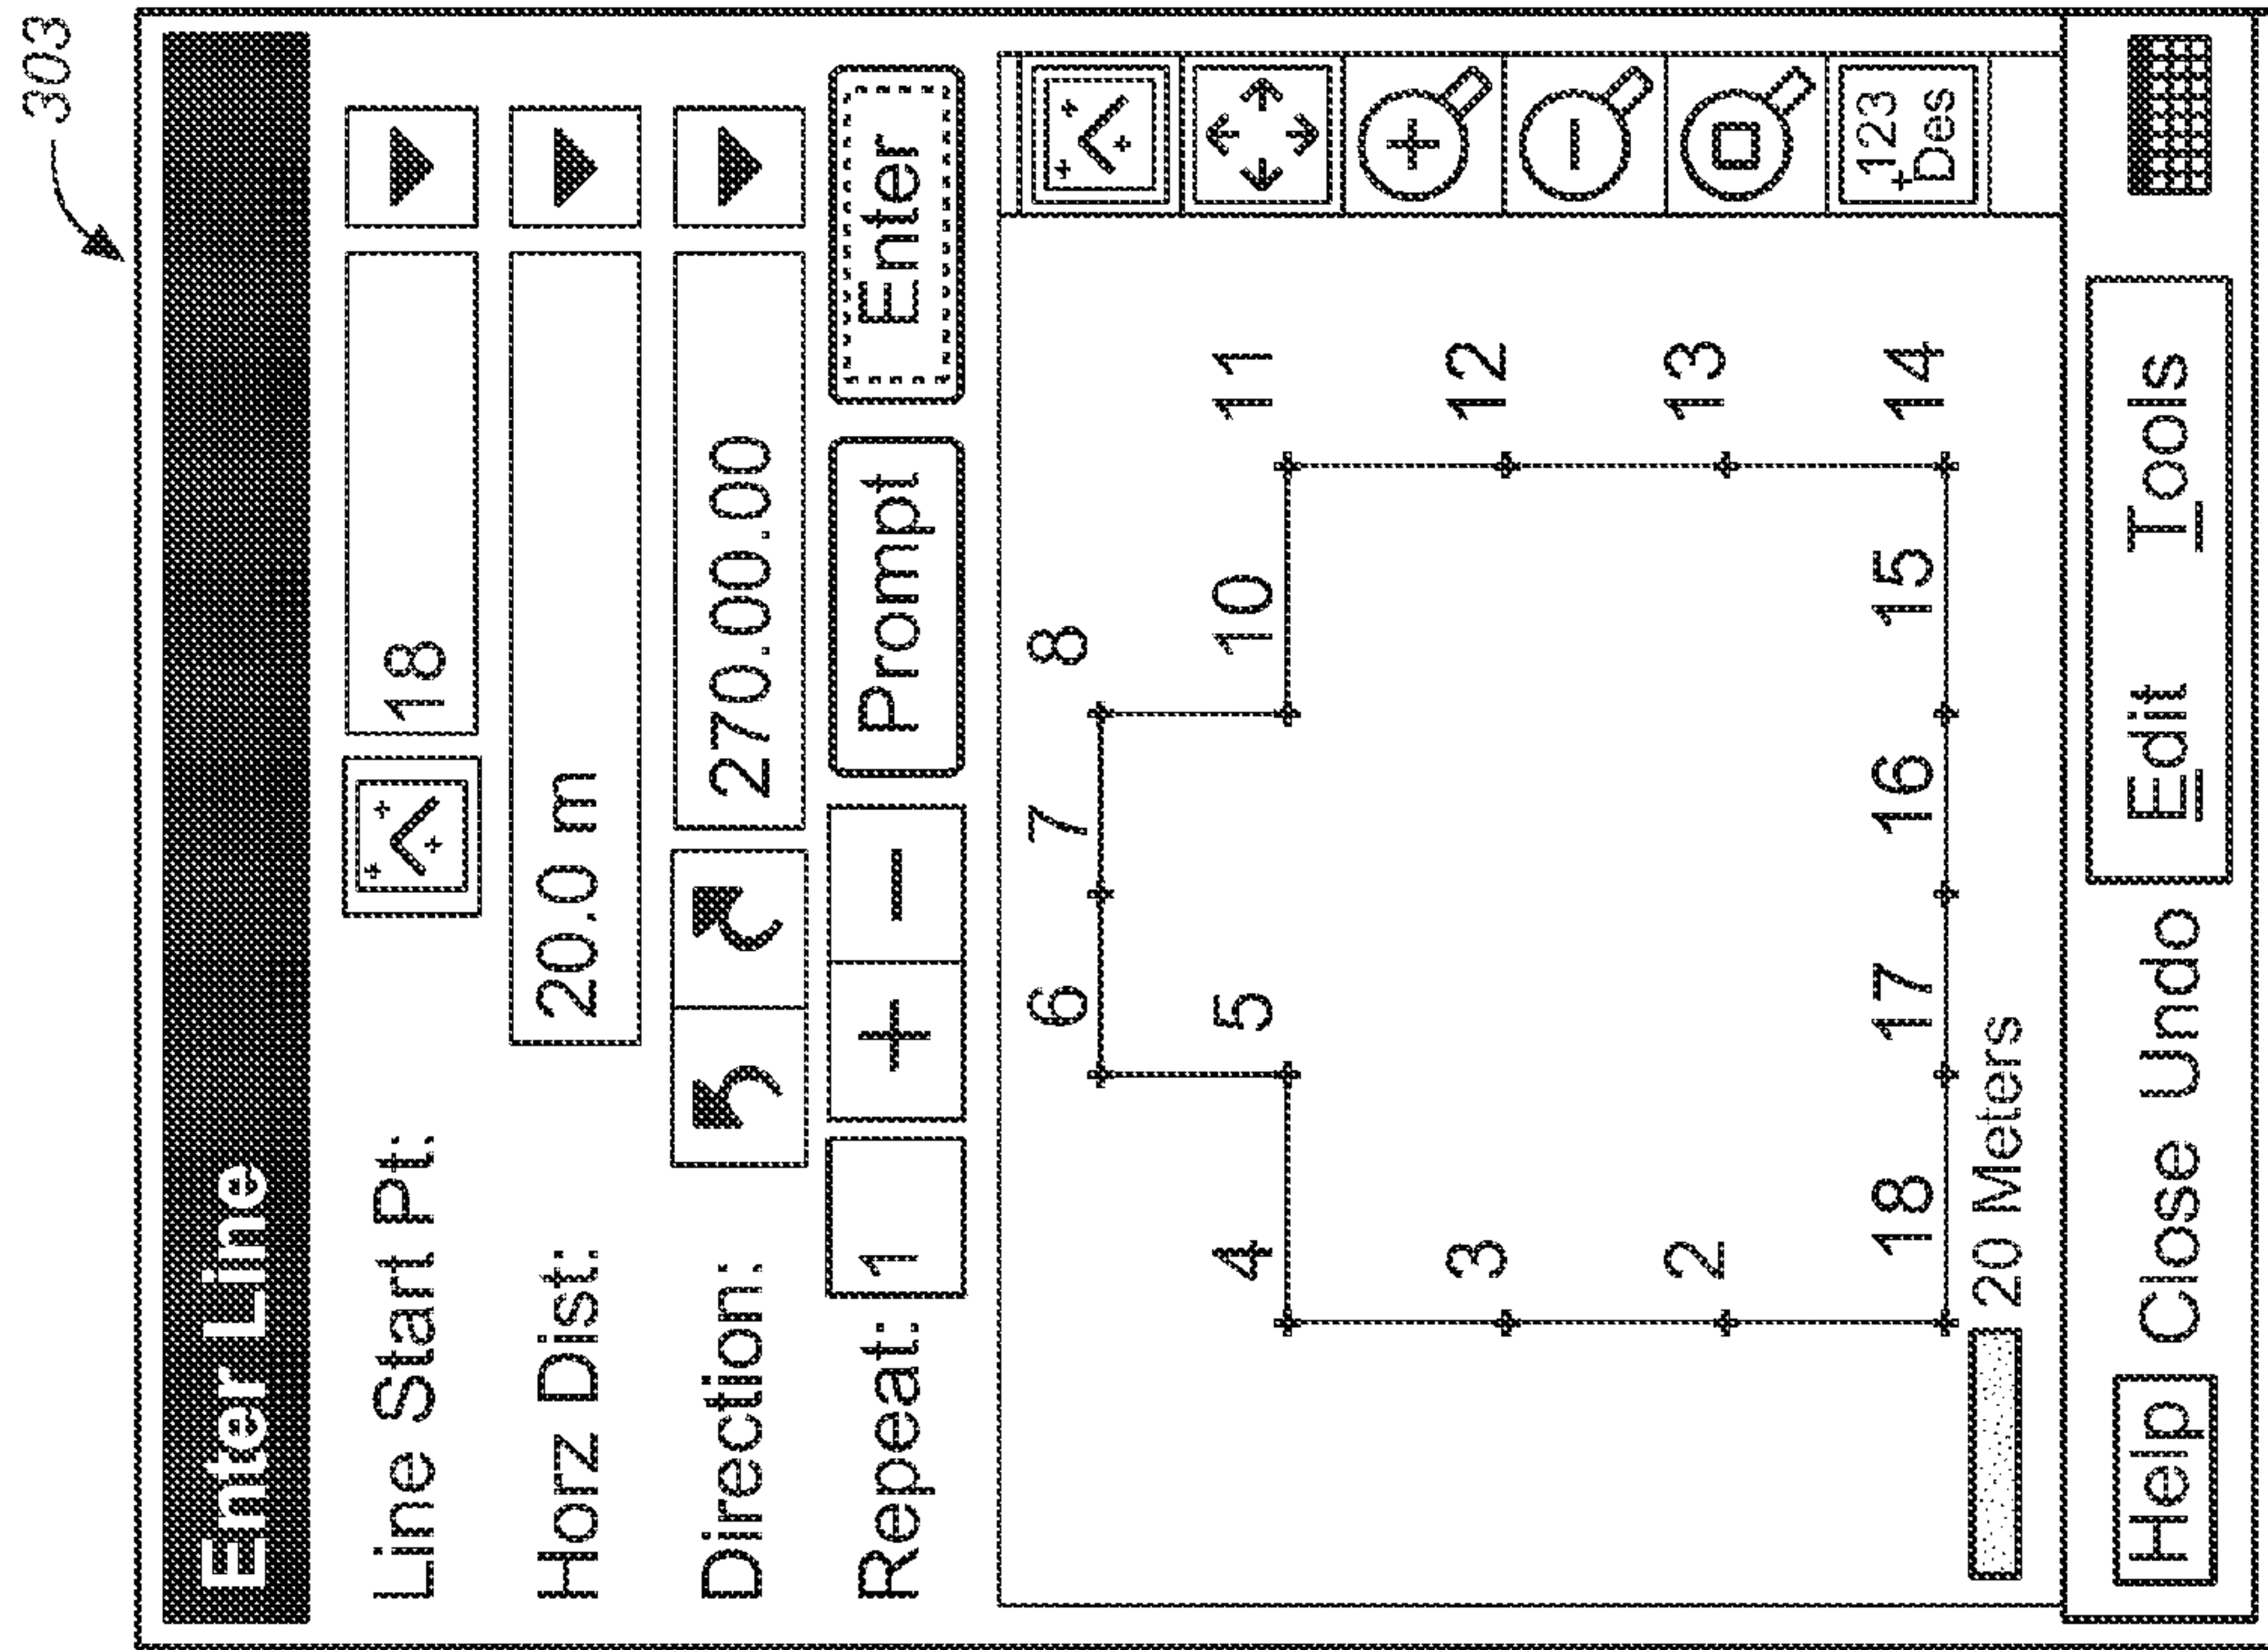 303
Enter Line
Line Start Pt: 18
Horz Dist: 20.0 m
Direction: 270.00.00
Repeat: 1 + − Prompt Enter
6 7 8
4 5 10 11
3 12
2 13
18 17 16 15 14
20 Meters
+123
Des
Help Close Undo Edit Tools